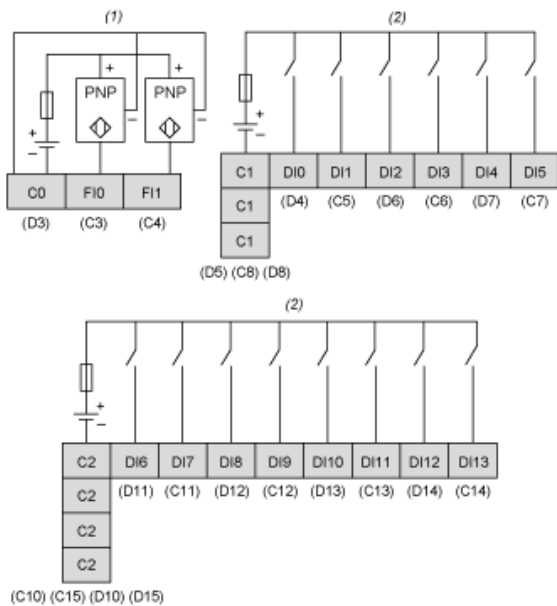 (1)
+ +
PNP PNP
+
−
− −
C0 FI0 FI1
(D3) (C3) (C4)
(2)
+
−
C1 DI0 DI1 DI2 DI3 DI4 DI5
(D4) (C5) (D6) (C6) (D7) (C7)
C1
C1
(D5) (C8) (D8)
(2)
+
−
C2 DI6 DI7 DI8 DI9 DI10 DI11 DI12 DI13
(D11) (C11) (D12) (C12) (D13) (C13) (D14) (C14)
C2
C2
C2
(C10) (C15) (D10) (D15)